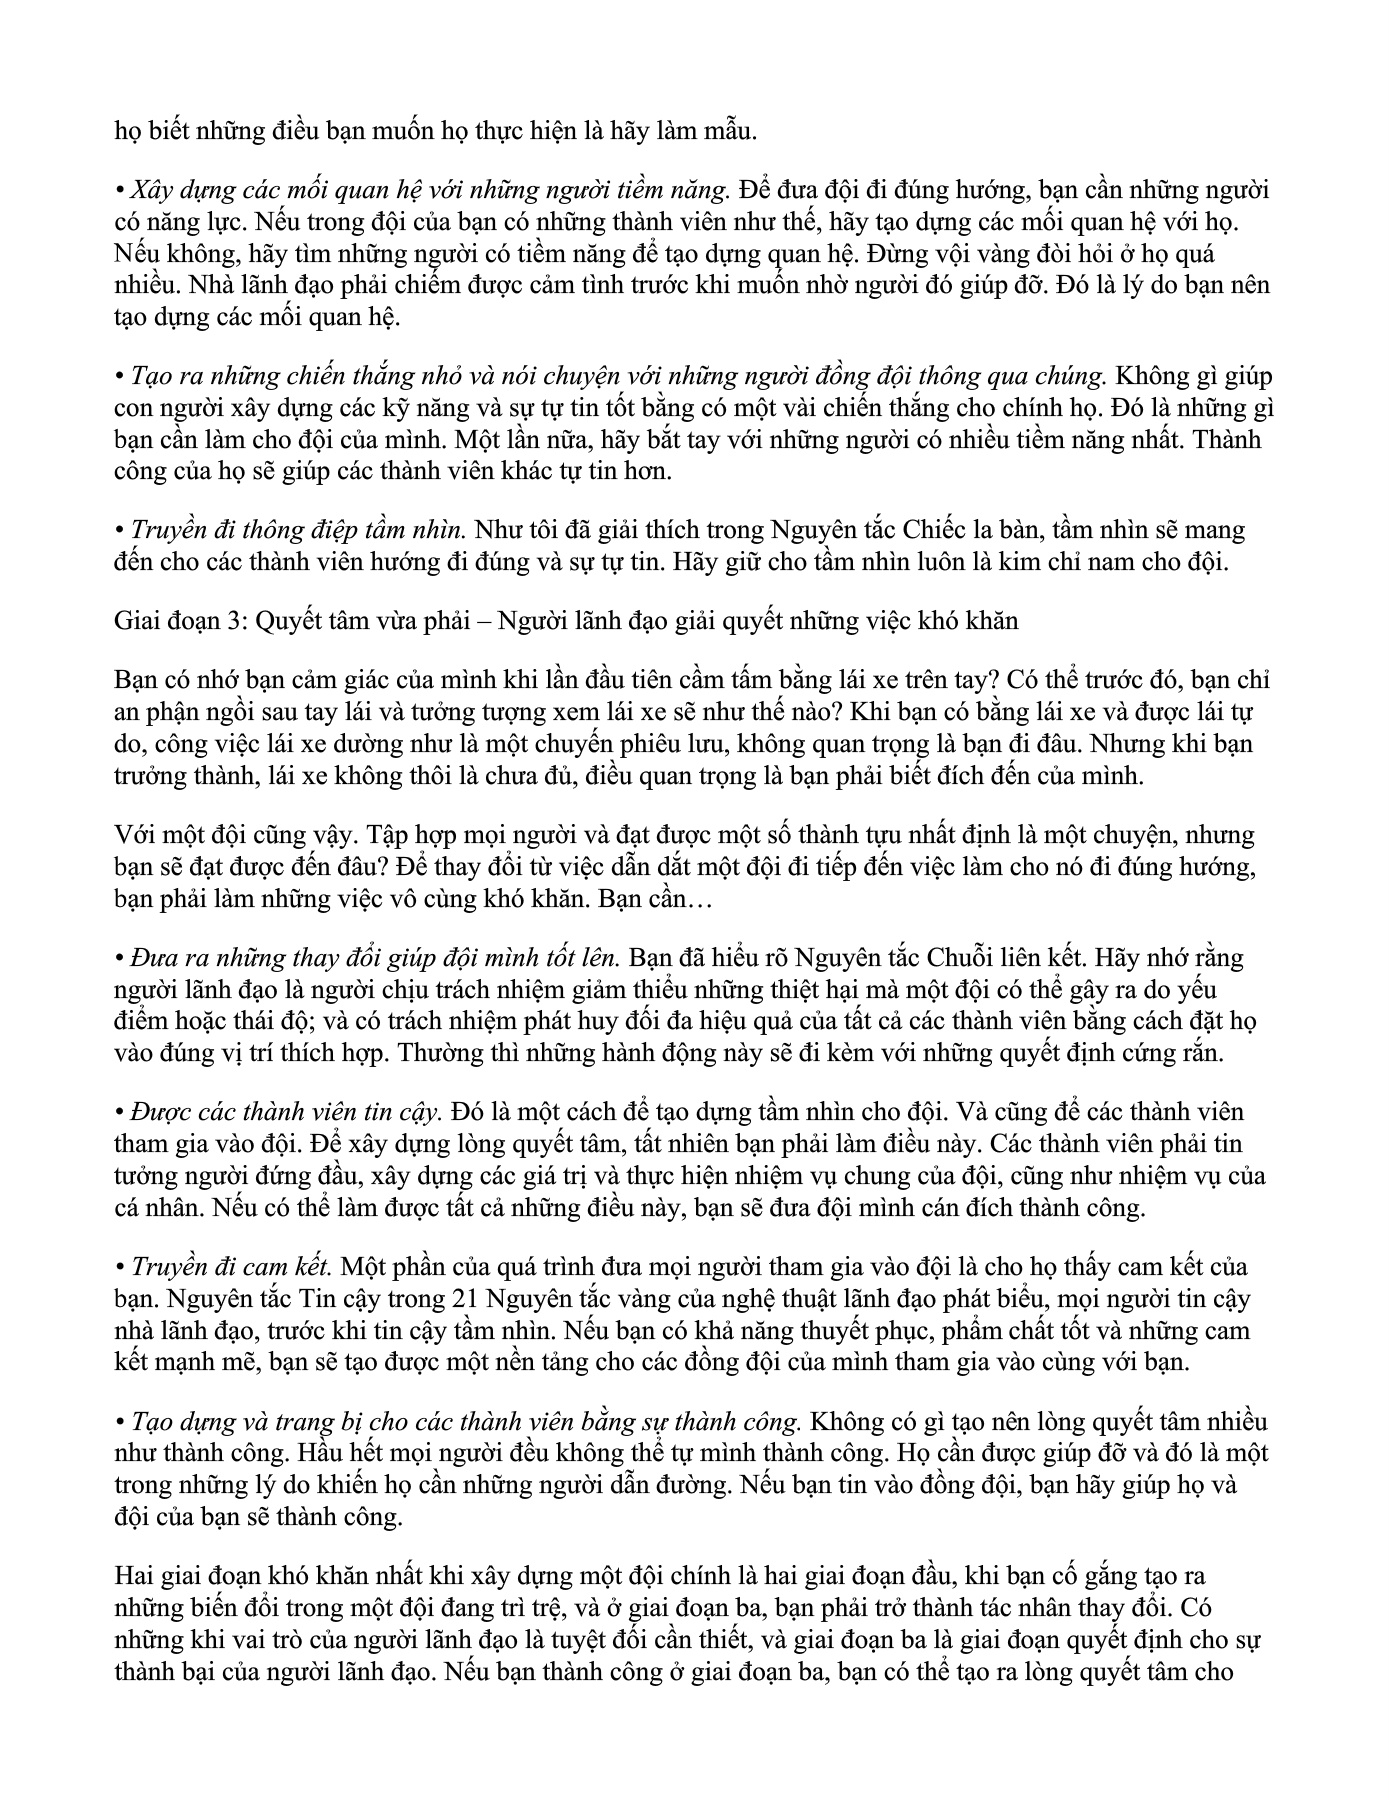 họ biết những điều bạn muốn họ thực hiện là hãy làm mẫu.
• Xây dựng các mối quan hệ với những người tiềm năng. Để đưa đội đi đúng hướng, bạn cần những người
có năng lực. Nếu trong đội của bạn có những thành viên như thế, hãy tạo dựng các mối quan hệ với họ.
Nếu không, hãy tìm những người có tiềm năng để tạo dựng quan hệ. Đừng vội vàng đòi hỏi ở họ quá
nhiều. Nhà lãnh đạo phải chiếm được cảm tình trước khi muốn nhờ người đó giúp đỡ. Đó là lý do bạn nên
tạo dựng các mối quan hệ.
• Tạo ra những chiến thắng nhỏ và nói chuyện với những người đồng đội thông qua chúng. Không gì giúp
con người xây dựng các kỹ năng và sự tự tin tốt bằng có một vài chiến thắng cho chính họ. Đó là những gì
bạn cần làm cho đội của mình. Một lần nữa, hãy bắt tay với những người có nhiều tiềm năng nhất. Thành
công của họ sẽ giúp các thành viên khác tự tin hơn.
• Truyền đi thông điệp tầm nhìn. Như tôi đã giải thích trong Nguyên tắc Chiếc la bàn, tầm nhìn sẽ mang
đến cho các thành viên hướng đi đúng và sự tự tin. Hãy giữ cho tầm nhìn luôn là kim chỉ nam cho đội.
Giai đoạn 3: Quyết tâm vừa phải – Người lãnh đạo giải quyết những việc khó khăn
Bạn có nhớ bạn cảm giác của mình khi lần đầu tiên cầm tấm bằng lái xe trên tay? Có thể trước đó, bạn chỉ
an phận ngồi sau tay lái và tưởng tượng xem lái xe sẽ như thế nào? Khi bạn có bằng lái xe và được lái tự
do, công việc lái xe dường như là một chuyến phiêu lưu, không quan trọng là bạn đi đâu. Nhưng khi bạn
trưởng thành, lái xe không thôi là chưa đủ, điều quan trọng là bạn phải biết đích đến của mình.
Với một đội cũng vậy. Tập hợp mọi người và đạt được một số thành tựu nhất định là một chuyện, nhưng
bạn sẽ đạt được đến đâu? Để thay đổi từ việc dẫn dắt một đội đi tiếp đến việc làm cho nó đi đúng hướng,
bạn phải làm những việc vô cùng khó khăn. Bạn cần…
• Đưa ra những thay đổi giúp đội mình tốt lên. Bạn đã hiểu rõ Nguyên tắc Chuỗi liên kết. Hãy nhớ rằng
người lãnh đạo là người chịu trách nhiệm giảm thiểu những thiệt hại mà một đội có thể gây ra do yếu
điểm hoặc thái độ; và có trách nhiệm phát huy đối đa hiệu quả của tất cả các thành viên bằng cách đặt họ
vào đúng vị trí thích hợp. Thường thì những hành động này sẽ đi kèm với những quyết định cứng rắn.
• Được các thành viên tin cậy. Đó là một cách để tạo dựng tầm nhìn cho đội. Và cũng để các thành viên
tham gia vào đội. Để xây dựng lòng quyết tâm, tất nhiên bạn phải làm điều này. Các thành viên phải tin
tưởng người đứng đầu, xây dựng các giá trị và thực hiện nhiệm vụ chung của đội, cũng như nhiệm vụ của
cá nhân. Nếu có thể làm được tất cả những điều này, bạn sẽ đưa đội mình cán đích thành công.
• Truyền đi cam kết. Một phần của quá trình đưa mọi người tham gia vào đội là cho họ thấy cam kết của
bạn. Nguyên tắc Tin cậy trong 21 Nguyên tắc vàng của nghệ thuật lãnh đạo phát biểu, mọi người tin cậy
nhà lãnh đạo, trước khi tin cậy tầm nhìn. Nếu bạn có khả năng thuyết phục, phẩm chất tốt và những cam
kết mạnh mẽ, bạn sẽ tạo được một nền tảng cho các đồng đội của mình tham gia vào cùng với bạn.
• Tạo dựng và trang bị cho các thành viên bằng sự thành công. Không có gì tạo nên lòng quyết tâm nhiều
như thành công. Hầu hết mọi người đều không thể tự mình thành công. Họ cần được giúp đỡ và đó là một
trong những lý do khiến họ cần những người dẫn đường. Nếu bạn tin vào đồng đội, bạn hãy giúp họ và
đội của bạn sẽ thành công.
Hai giai đoạn khó khăn nhất khi xây dựng một đội chính là hai giai đoạn đầu, khi bạn cố gắng tạo ra
những biến đổi trong một đội đang trì trệ, và ở giai đoạn ba, bạn phải trở thành tác nhân thay đổi. Có
những khi vai trò của người lãnh đạo là tuyệt đối cần thiết, và giai đoạn ba là giai đoạn quyết định cho sự
thành bại của người lãnh đạo. Nếu bạn thành công ở giai đoạn ba, bạn có thể tạo ra lòng quyết tâm cho